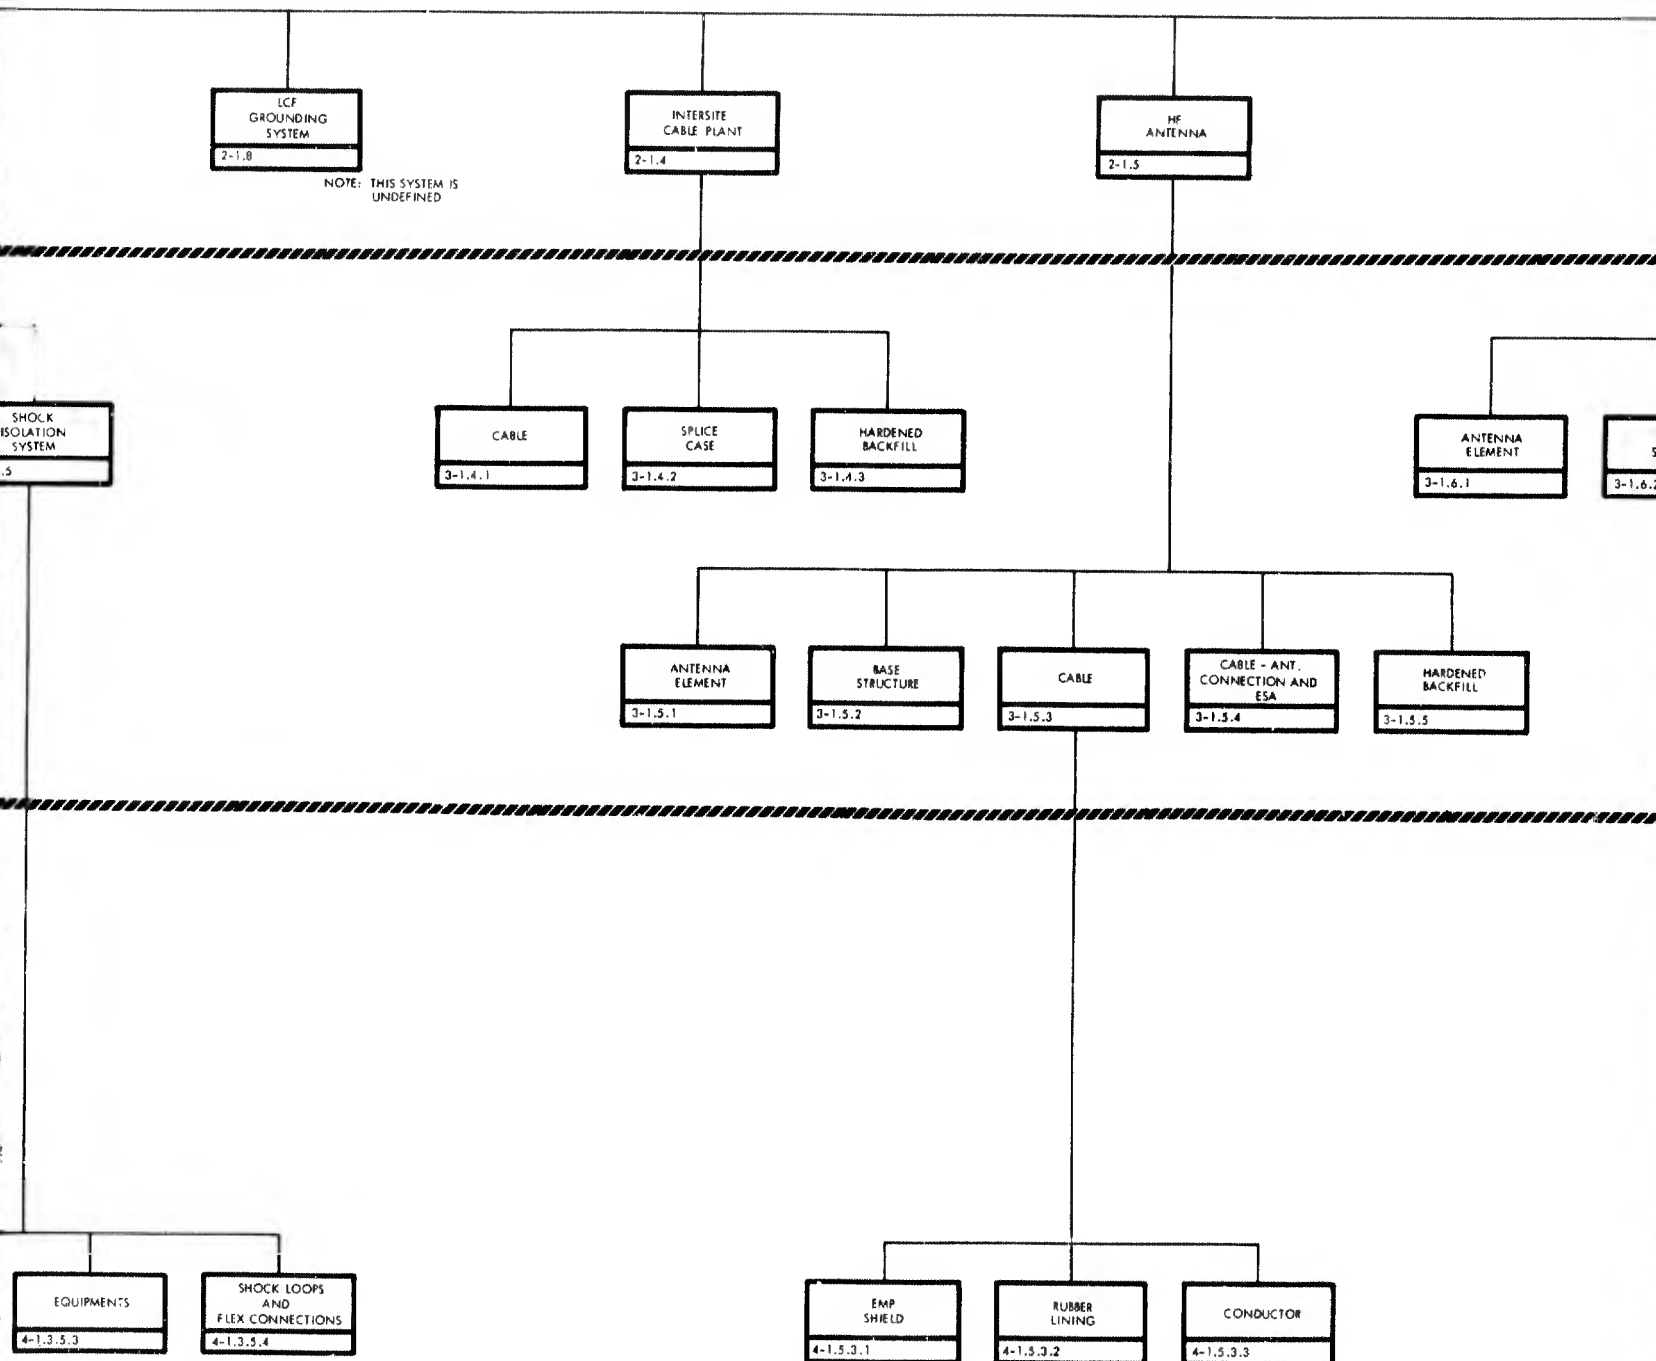 LCF
GROUNDING
SYSTEM
2-1.8
NOTE: THIS SYSTEM IS
UNDEFINED
INTERSITE
CABLE PLANT
2-1.4
HF
ANTENNA
2-1.5
SHOCK
ISOLATION
SYSTEM
.5
CABLE
3-1.4.1
SPLICE
CASE
3-1.4.2
HARDENED
BACKFILL
3-1.4.3
ANTENNA
ELEMENT
3-1.6.1
S
3-1.6.2
ANTENNA
ELEMENT
3-1.5.1
BASE
STRUCTURE
3-1.5.2
CABLE
3-1.5.3
CABLE - ANT.
CONNECTION AND
ESA
3-1.5.4
HARDENED
BACKFILL
3-1.5.5
EQUIPMENTS
4-1.3.5.3
SHOCK LOOPS
AND
FLEX CONNECTIONS
4-1.3.5.4
EMP
SHIELD
4-1.5.3.1
RUBBER
LINING
4-1.5.3.2
CONDUCTOR
4-1.5.3.3